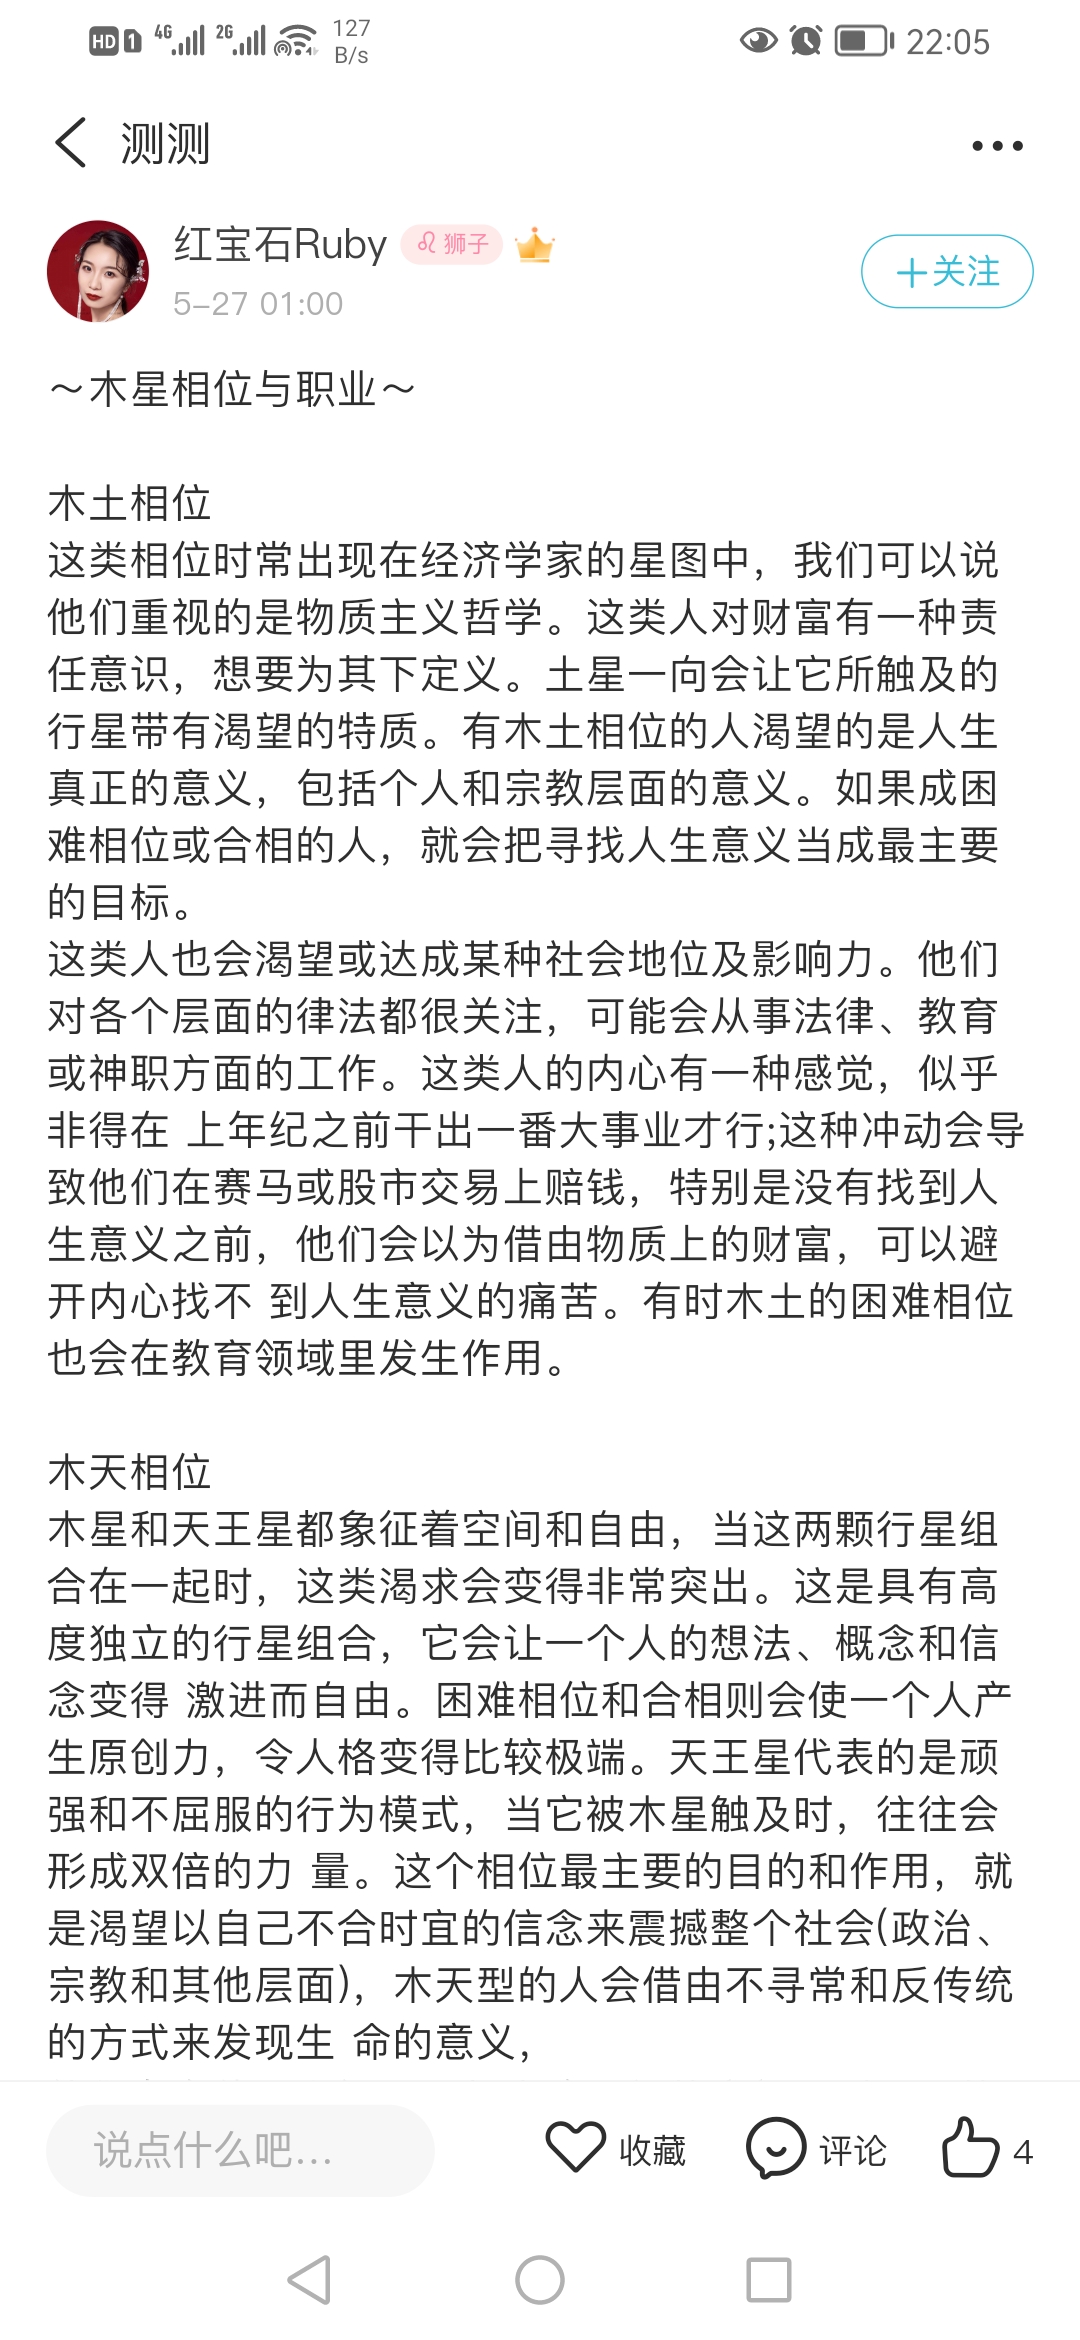 HD 1 4G 2G 127 B/s 22:05
测测
红宝石Ruby 狮子
5-27 01:00
+关注
～木星相位与职业～
木土相位
这类相位时常出现在经济学家的星图中，我们可以说
他们重视的是物质主义哲学。这类人对财富有一种责
任意识，想要为其下定义。土星一向会让它所触及的
行星带有渴望的特质。有木土相位的人渴望的是人生
真正的意义，包括个人和宗教层面的意义。如果成困
难相位或合相的人，就会把寻找人生意义当成最主要
的目标。
这类人也会渴望或达成某种社会地位及影响力。他们
对各个层面的律法都很关注，可能会从事法律、教育
或神职方面的工作。这类人的内心有一种感觉，似乎
非得在 上年纪之前干出一番大事业才行;这种冲动会导
致他们在赛马或股市交易上赔钱，特别是没有找到人
生意义之前，他们会以为借由物质上的财富，可以避
开内心找不 到人生意义的痛苦。有时木土的困难相位
也会在教育领域里发生作用。
木天相位
木星和天王星都象征着空间和自由，当这两颗行星组
合在一起时，这类渴求会变得非常突出。这是具有高
度独立的行星组合，它会让一个人的想法、概念和信
念变得 激进而自由。困难相位和合相则会使一个人产
生原创力，令人格变得比较极端。天王星代表的是顽
强和不屈服的行为模式，当它被木星触及时，往往会
形成双倍的力 量。这个相位最主要的目的和作用，就
是渴望以自己不合时宜的信念来震撼整个社会(政治、
宗教和其他层面)，木天型的人会借由不寻常和反传统
的方式来发现生 命的意义，
说点什么吧...
收藏
评论
4